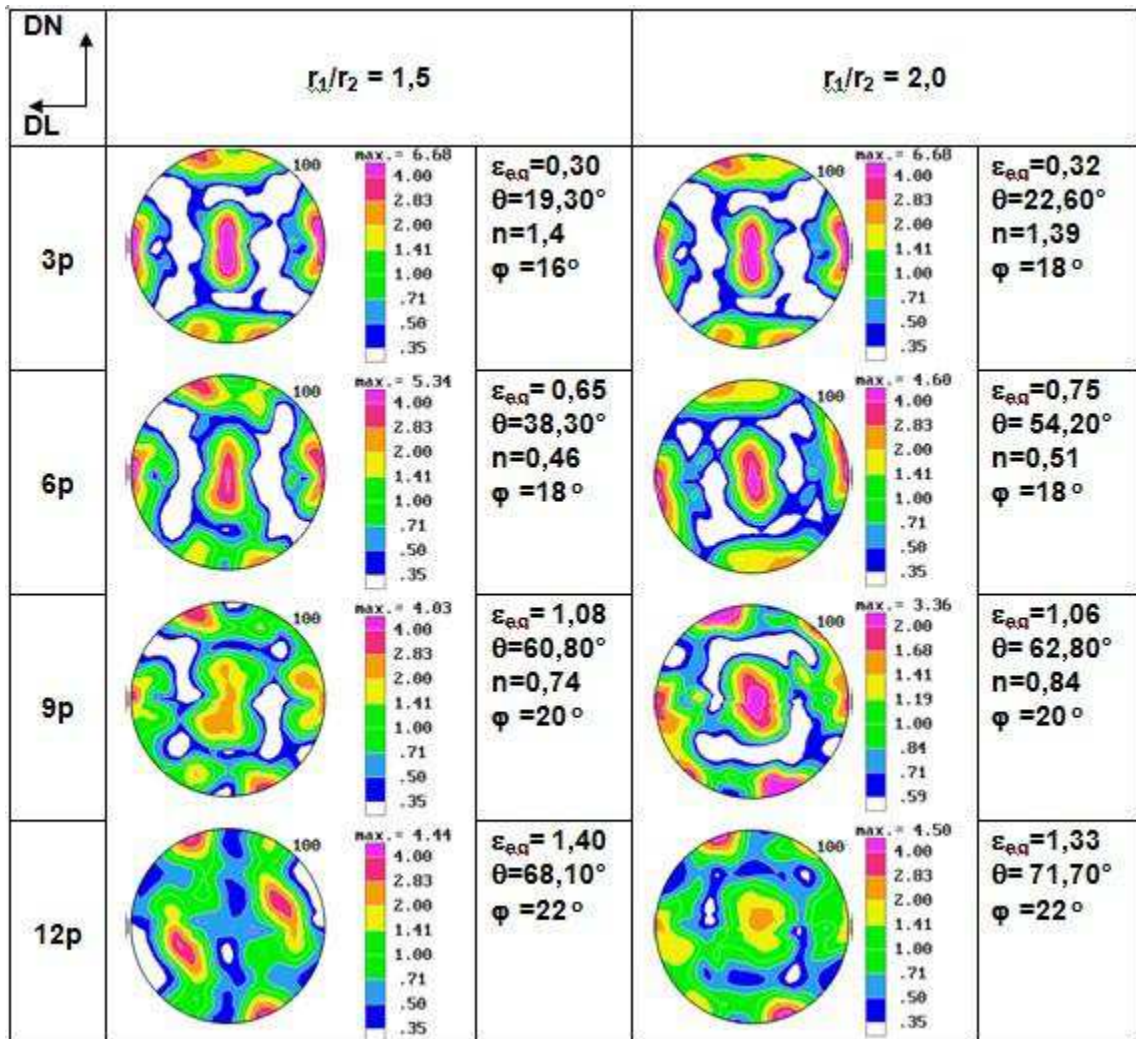 DN
DL
r₁/r₂ = 1,5
r₁/r₂ = 2,0
3p
100
max.= 6.68
4.00
2.83
2.00
1.41
1.00
.71
.50
.35
εeq=0,30
θ=19,30°
n=1,4
φ =16°
100
max.= 6.68
4.00
2.83
2.00
1.41
1.00
.71
.50
.35
εeq=0,32
θ=22,60°
n=1,39
φ =18°
6p
100
max.= 5.34
4.00
2.83
2.00
1.41
1.00
.71
.50
.35
εeq= 0,65
θ=38,30°
n=0,46
φ =18°
100
max.= 4.60
4.00
2.83
2.00
1.41
1.00
.71
.50
.35
εeq=0,75
θ= 54,20°
n=0,51
φ =18°
9p
100
max.= 4.03
4.00
2.83
2.00
1.41
1.00
.71
.50
.35
εeq= 1,08
θ=60,80°
n=0,74
φ =20°
100
max.= 3.36
2.00
1.68
1.41
1.19
1.00
.84
.71
.59
εeq= 1,06
θ= 62,80°
n=0,84
φ =20°
12p
100
max.= 4.44
4.00
2.83
2.00
1.41
1.00
.71
.50
.35
εeq= 1,40
θ=68,10°
φ =22°
100
max.= 4.50
4.00
2.83
2.00
1.41
1.00
.71
.50
.35
εeq=1,33
θ= 71,70°
φ =22°